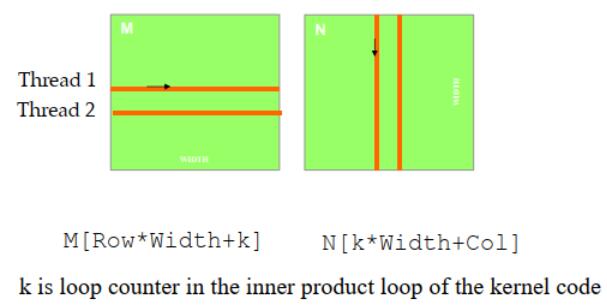 M
N
Thread 1
Thread 2
WIDTH
WIDTH
M[Row*Width+k]
N[k*Width+Col]
k is loop counter in the inner product loop of the kernel code